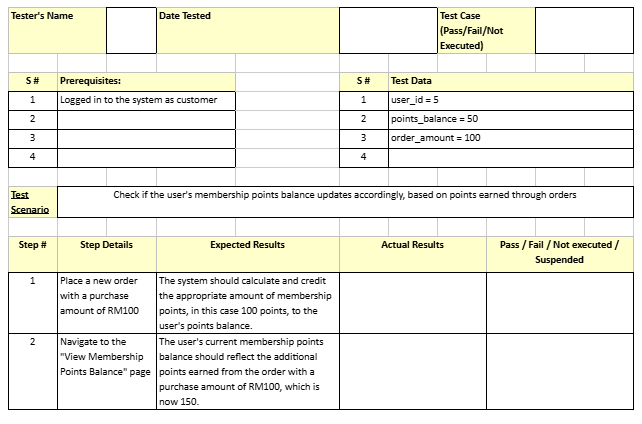 Tester's Name Date Tested Test Case
(Pass/Fail/Not
Executed)
S # Prerequisites: S # Test Data
1 Logged in to the system as customer 1 user_id = 5
2 2 points_balance = 50
3 3 order_amount = 100
4 4
Test
Scenario
Check if the user's membership points balance updates accordingly, based on points earned through orders
Step # Step Details Expected Results Actual Results Pass / Fail / Not executed /
Suspended
1
Place a new order
with a purchase
amount of RM100
The system should calculate and credit
the appropriate amount of membership
points, in this case 100 points, to the
user's points balance.
2
Navigate to the
"View Membership
Points Balance" page
The user's current membership points
balance should reflect the additional
points earned from the order with a
purchase amount of RM100, which is
now 150.